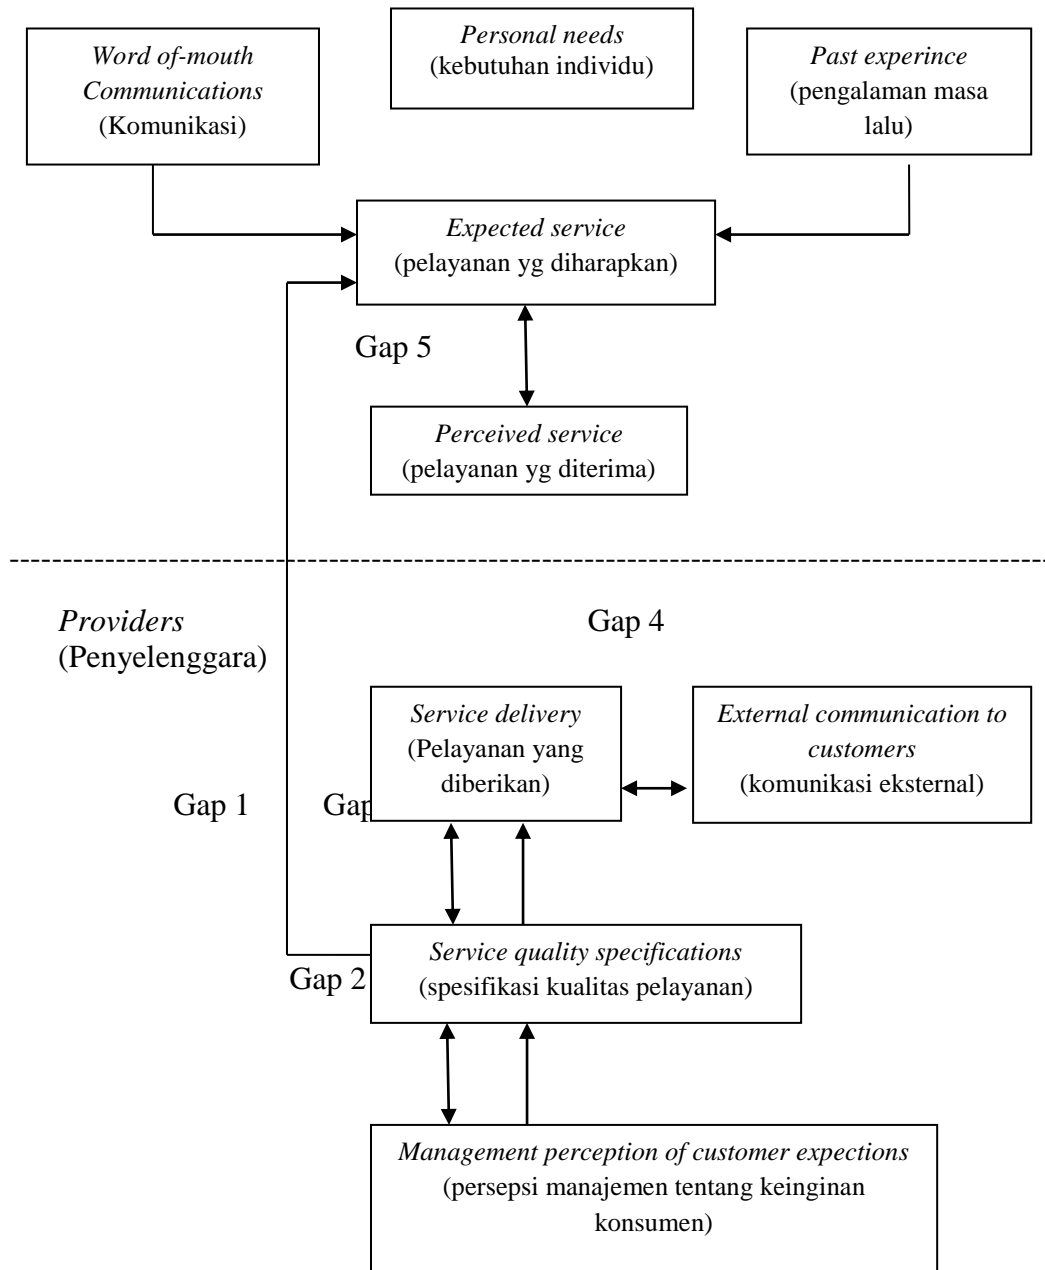 Word of-mouth
Communications
(Komunikasi)
Personal needs
(kebutuhan individu)
Past experince
(pengalaman masa
lalu)
Expected service
(pelayanan yg diharapkan)
Gap 5
Perceived service
(pelayanan yg diterima)
Providers
(Penyelenggara)
Gap 4
Service delivery
(Pelayanan yang
diberikan)
External communication to
customers
(komunikasi eksternal)
Gap 1
Gap
Service quality specifications
(spesifikasi kualitas pelayanan)
Gap 2
Management perception of customer expections
(persepsi manajemen tentang keinginan
konsumen)